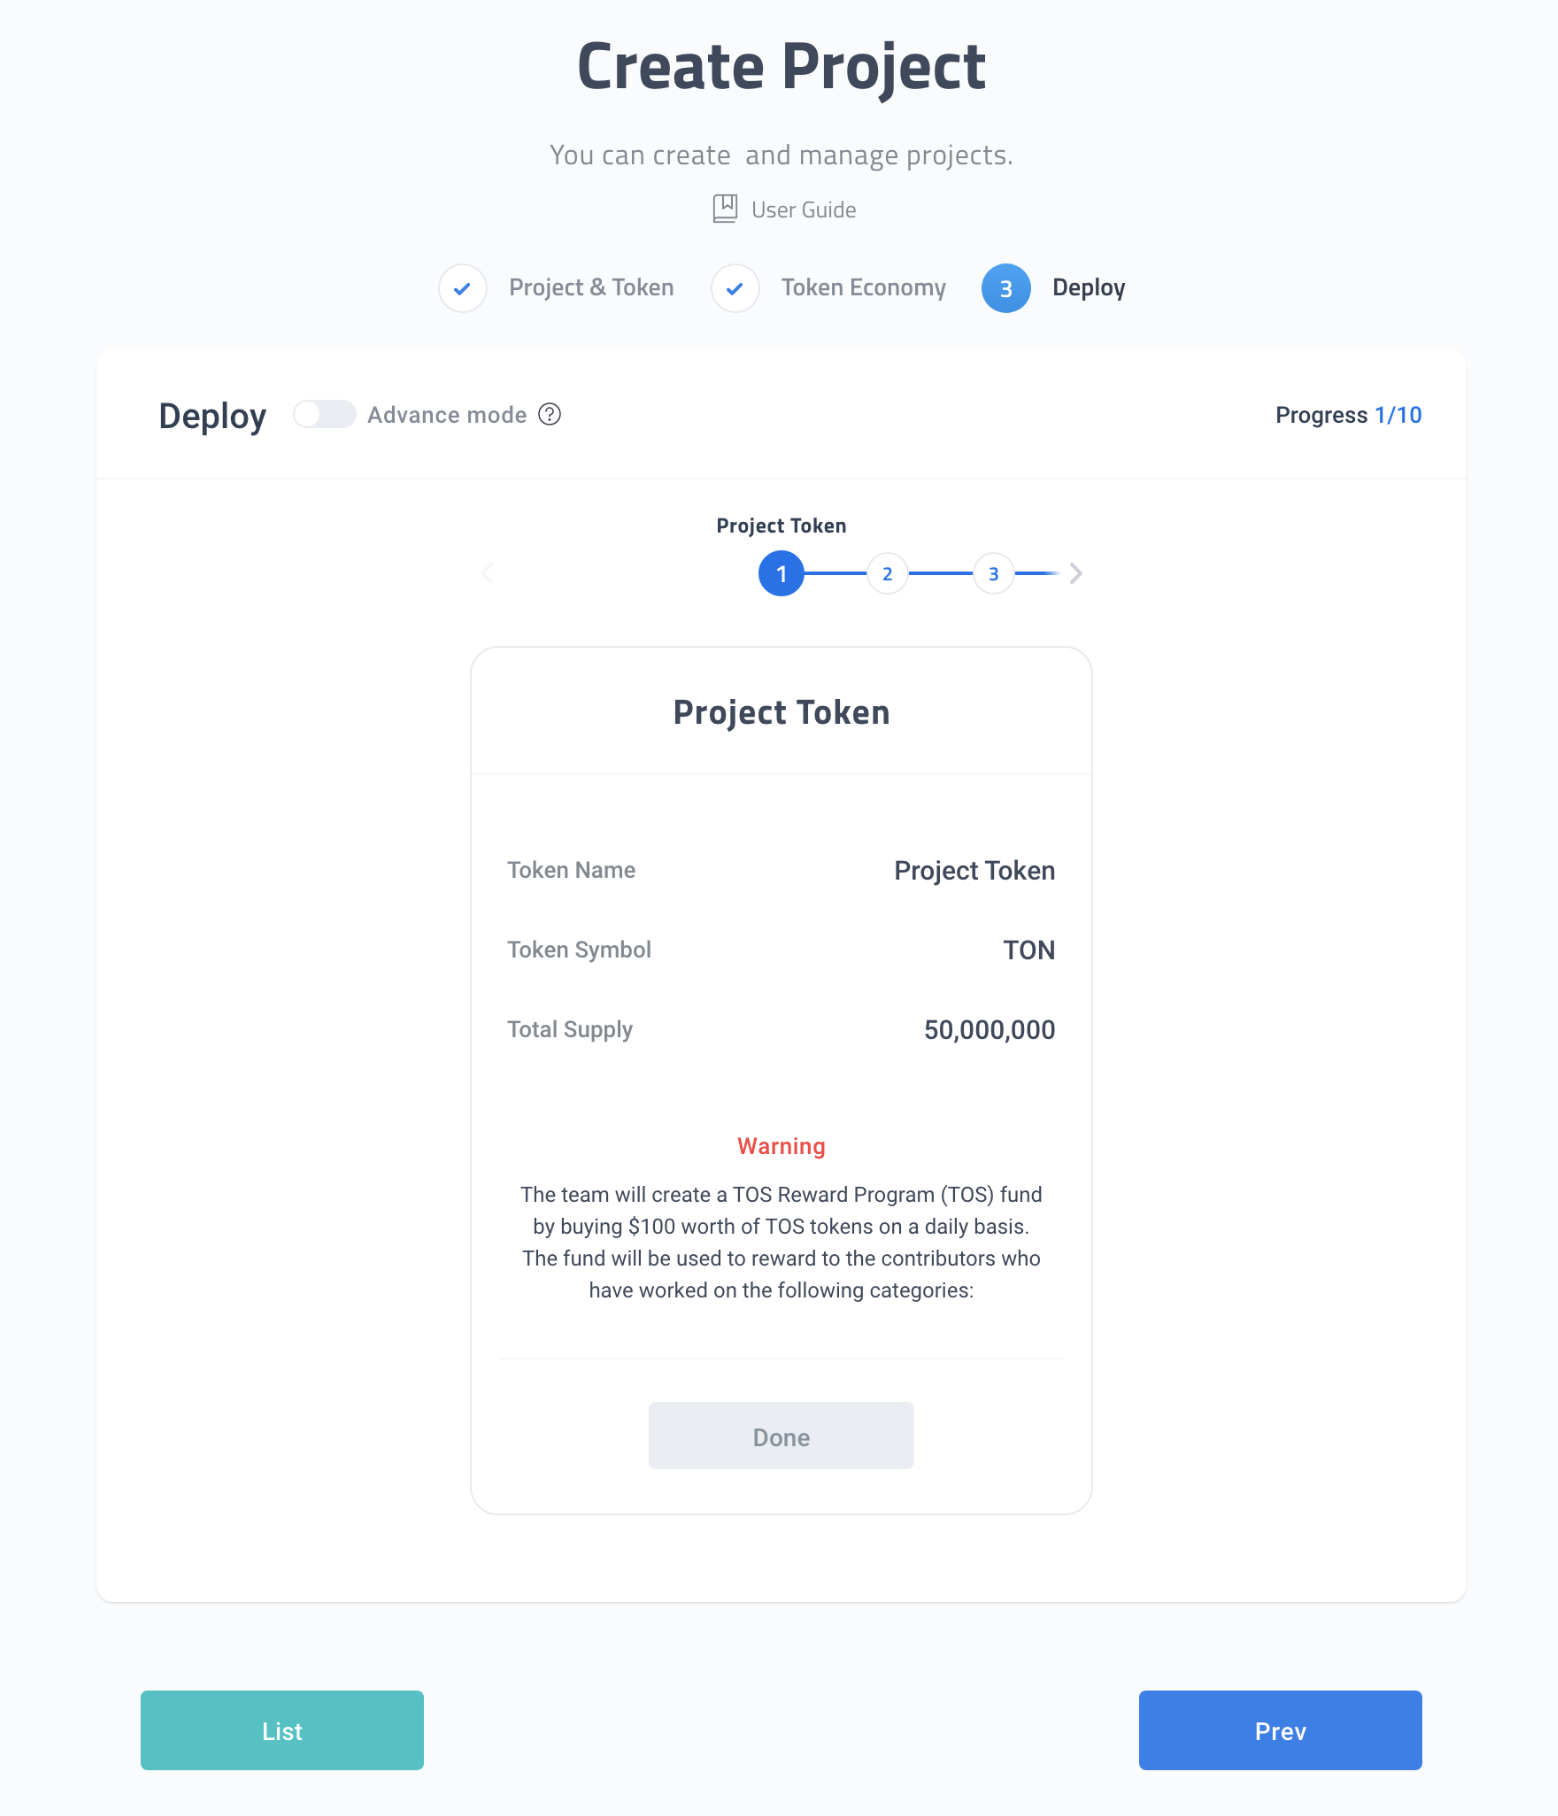 Create Project
You can create  and manage projects.
User Guide
Project & Token
Token Economy
3 Deploy
Deploy Advance mode ?
Progress 1/10
Project Token
1 2 3
Project Token
Token Name Project Token
Token Symbol TON
Total Supply 50,000,000
Warning
The team will create a TOS Reward Program (TOS) fund
by buying $100 worth of TOS tokens on a daily basis.
The fund will be used to reward to the contributors who
have worked on the following categories:
Done
List
Prev